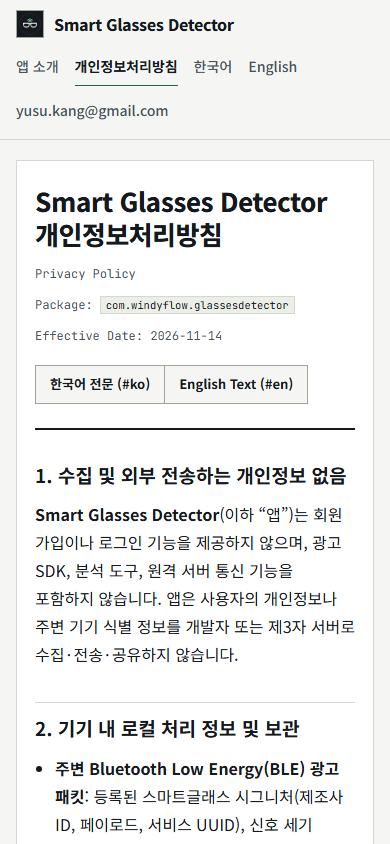 Smart Glasses Detector
앱 소개 개인정보처리방침 한국어 English
yusu.kang@gmail.com
Smart Glasses Detector
개인정보처리방침
Privacy Policy
Package: com.windyflow.glassesdetector
Effective Date: 2026-11-14
한국어 전문 (#ko) English Text (#en)
1. 수집 및 외부 전송하는 개인정보 없음
Smart Glasses Detector(이하 “앱”)는 회원
가입이나 로그인 기능을 제공하지 않으며, 광고
SDK, 분석 도구, 원격 서버 통신 기능을
포함하지 않습니다. 앱은 사용자의 개인정보나
주변 기기 식별 정보를 개발자 또는 제3자 서버로
수집·전송·공유하지 않습니다.
2. 기기 내 로컬 처리 정보 및 보관
• 주변 Bluetooth Low Energy(BLE) 광고
패킷: 등록된 스마트글래스 시그니처(제조사
ID, 페이로드, 서비스 UUID), 신호 세기